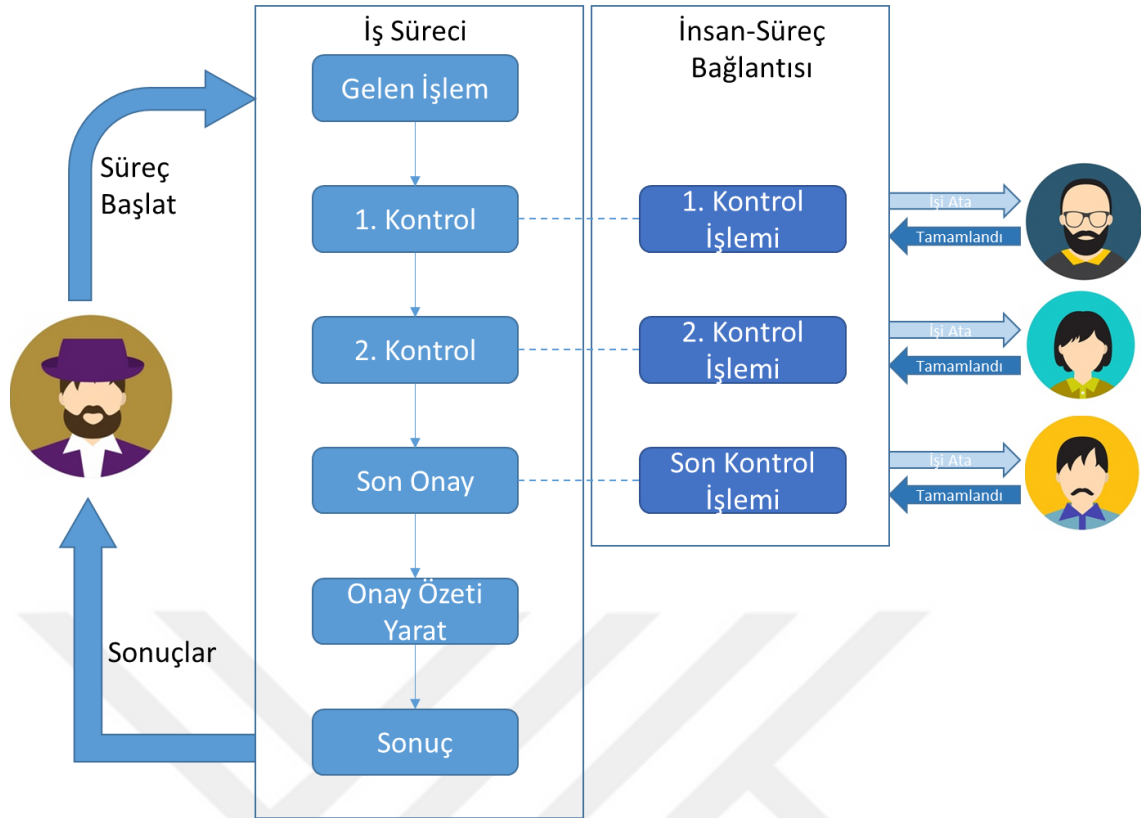 İş Süreci
Gelen İşlem
1. Kontrol
2. Kontrol
Son Onay
Onay Özeti
Yarat
Sonuç
İnsan-Süreç
Bağlantısı
1. Kontrol
İşlemi
2. Kontrol
İşlemi
Son Kontrol
İşlemi
Süreç
Başlat
Sonuçlar
İşi Ata
Tamamlandı
İşi Ata
Tamamlandı
İşi Ata
Tamamlandı